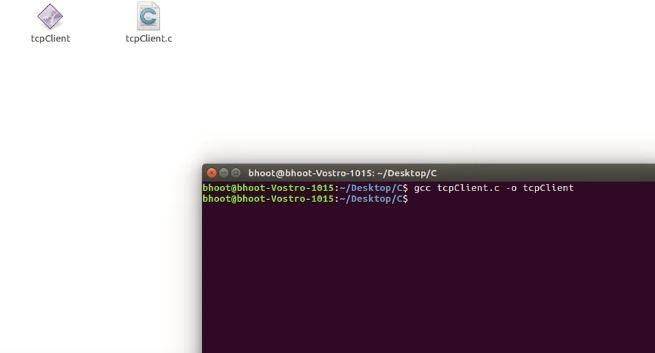 tcpClient
tcpClient.c
bhoot@bhoot-Vostro-1015: ~/Desktop/C
bhoot@bhoot-Vostro-1015:~/Desktop/C$ gcc tcpClient.c -o tcpClient
bhoot@bhoot-Vostro-1015:~/Desktop/C$